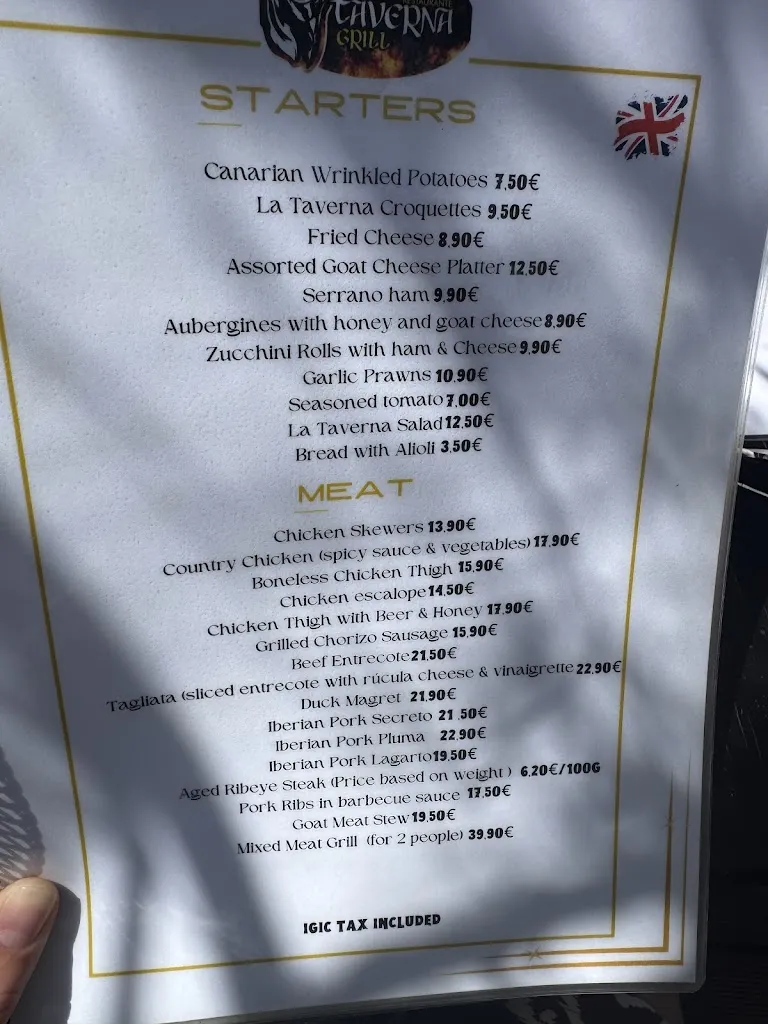 RESTAURANTE
TAVERNA
GRILL
STARTERS
Canarian Wrinkled Potatoes 7,50€
La Taverna Croquettes 9,50€
Fried Cheese 8,90€
Assorted Goat Cheese Platter 12,50€
Serrano ham 9,90€
Aubergines with honey and goat cheese 8,90€
Zucchini Rolls with ham & Cheese 9,90€
Garlic Prawns 10,90€
Seasoned tomato 7,00€
La Taverna Salad 12,50€
Bread with Alioli 3,50€
MEAT
Chicken Skewers 13,90€
Country Chicken (spicy sauce & vegetables) 17,90€
Boneless Chicken Thigh 15,90€
Chicken escalope 14,50€
Chicken Thigh with Beer & Honey 17,90€
Grilled Chorizo Sausage 15,90€
Beef Entrecote 21,50€
Tagliata (sliced entrecote with rúcula cheese & vinaigrette 22,90€
Duck Magret 21,90€
Iberian Pork Secreto 21 ,50€
Iberian Pork Pluma 22,90€
Iberian Pork Lagarto 19,50€
Aged Ribeye Steak (Price based on weight ) 6,20€/100G
Pork Ribs in barbecue sauce 17,50€
Goat Meat Stew 19,50€
Mixed Meat Grill (for 2 people) 39,90€
IGIC TAX INCLUDED